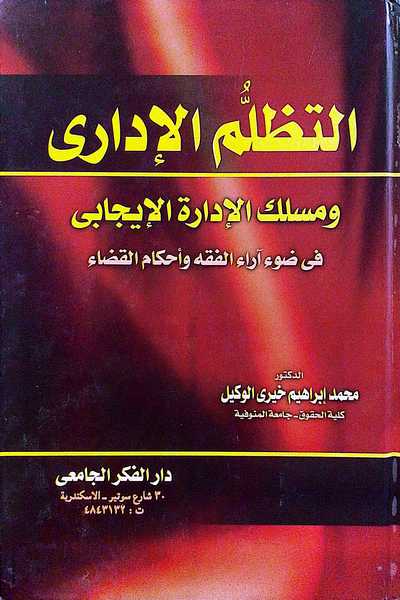 التظلُّم الإدارى
ومسلك الإدارة الإيجابى
فى ضوء آراء الفقه وأحكام القضاء
الدكتور
محمد إبراهيم خيرى الوكيل
كلية الحقوق - جامعة المنوفية
دار الفكر الجامعى
٣٠ شارع سوتير - الاسكندرية
ت : ٤٨٤٣١٣٢